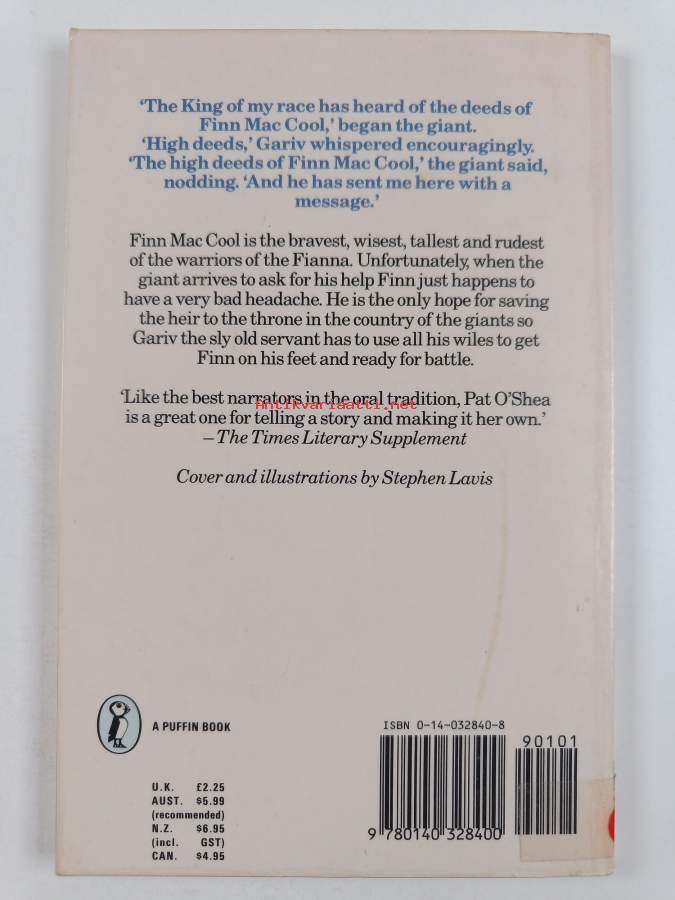 ‘The King of my race has heard of the deeds of
Finn Mac Cool,’ began the giant.
‘High deeds,’ Gariv whispered encouragingly.
‘The high deeds of Finn Mac Cool,’ the giant said,
nodding. ‘And he has sent me here with a
message.’
Finn Mac Cool is the bravest, wisest, tallest and rudest
of the warriors of the Fianna. Unfortunately, when the
giant arrives to ask for his help Finn just happens to
have a very bad headache. He is the only hope for saving
the heir to the throne in the country of the giants so
Gariv the sly old servant has to use all his wiles to get
Finn on his feet and ready for battle.
‘Like the best narrators in the oral tradition, Pat O’Shea
Antikvariaatti.net
is a great one for telling a story and making it her own.’
– The Times Literary Supplement
Cover and illustrations by Stephen Lavis
A PUFFIN BOOK
U.K. £2.25
AUST. $5.99
(recommended)
N.Z. $6.95
(incl. GST)
CAN. $4.95
ISBN 0-14-032840-8
90101
9 780140 328400